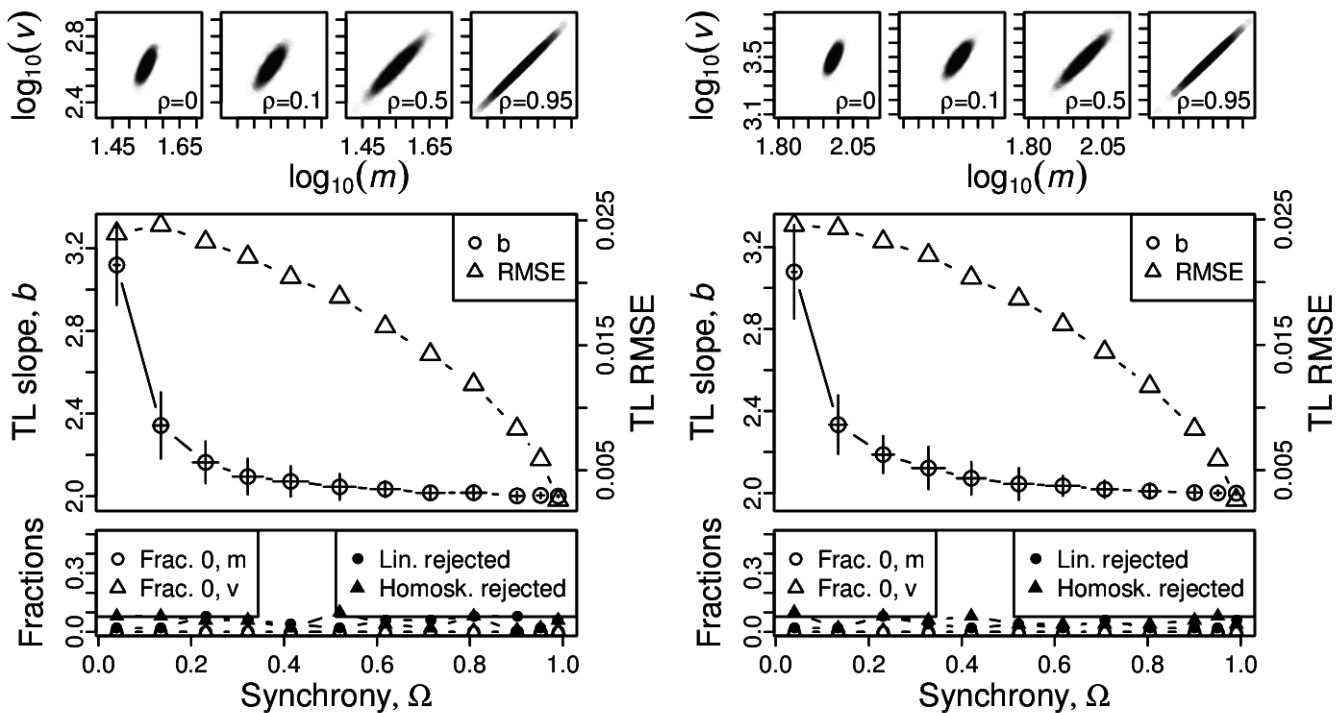 log10(v)
2.4 2.6 2.8
ρ=0
ρ=0.1
ρ=0.5
ρ=0.95
1.45 1.65
1.45 1.65
log10(m)
TL slope, b
2.0 2.4 2.8 3.2
b
RMSE
0.005 0.015 0.025
TL RMSE
Fractions
0.0 0.3
Frac. 0, m
Frac. 0, v
Lin. rejected
Homosk. rejected
0.0 0.2 0.4 0.6 0.8 1.0
Synchrony, Ω
log10(v)
3.1 3.5
ρ=0
ρ=0.1
ρ=0.5
ρ=0.95
1.80 2.05
1.80 2.05
log10(m)
TL slope, b
2.0 2.4 2.8 3.2
b
RMSE
0.005 0.015 0.025
TL RMSE
Fractions
0.0 0.3
Frac. 0, m
Frac. 0, v
Lin. rejected
Homosk. rejected
0.0 0.2 0.4 0.6 0.8 1.0
Synchrony, Ω